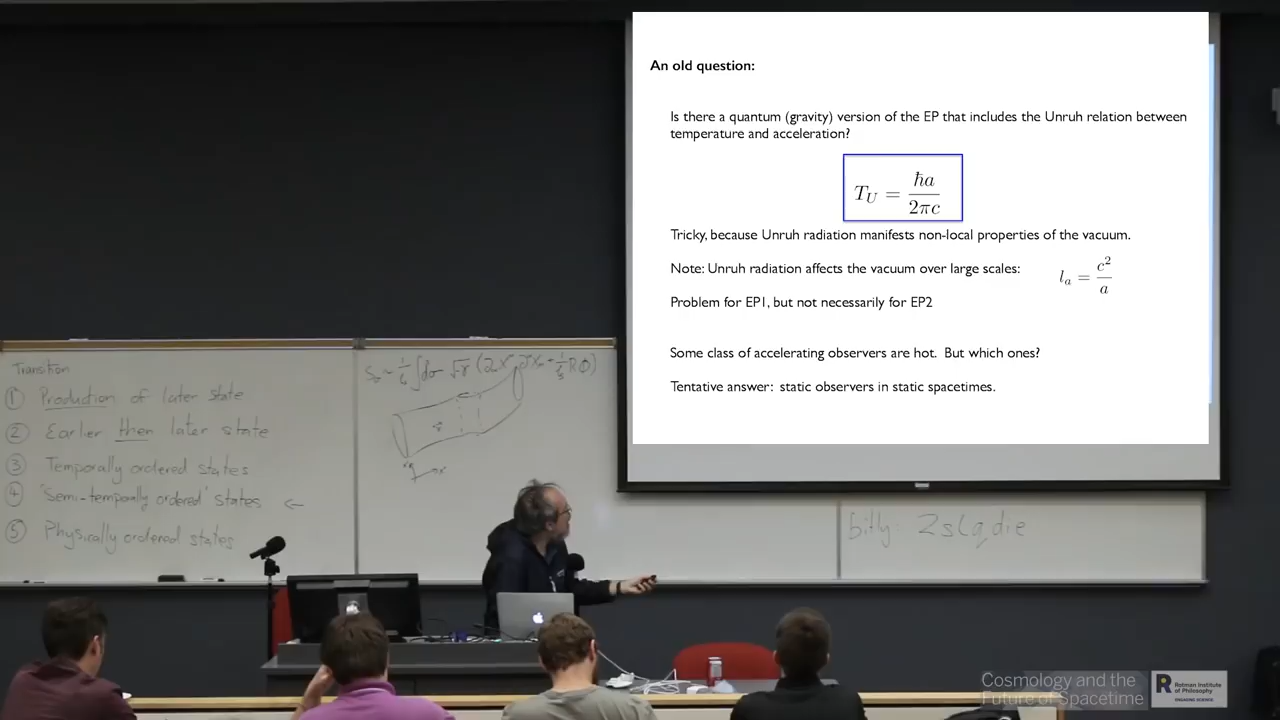 An old question:
Is there a quantum (gravity) version of the EP that includes the Unruh relation between
temperature and acceleration?
T_U = ħa / 2πc
Tricky, because Unruh radiation manifests non-local properties of the vacuum.
Note: Unruh radiation affects the vacuum over large scales: l_a = c² / a
Problem for EP1, but not necessarily for EP2
Some class of accelerating observers are hot. But which ones?
Tentative answer: static observers in static spacetimes.
Transition
① Production of later state
② Earlier then later state
③ Temporally ordered states
④ 'Semi-temporally ordered' states ←
⑤ Physically ordered states
bitly
Cosmology and the
Future of Spacetime
R Rotman Institute
of Philosophy
ENGAGING SCIENCE